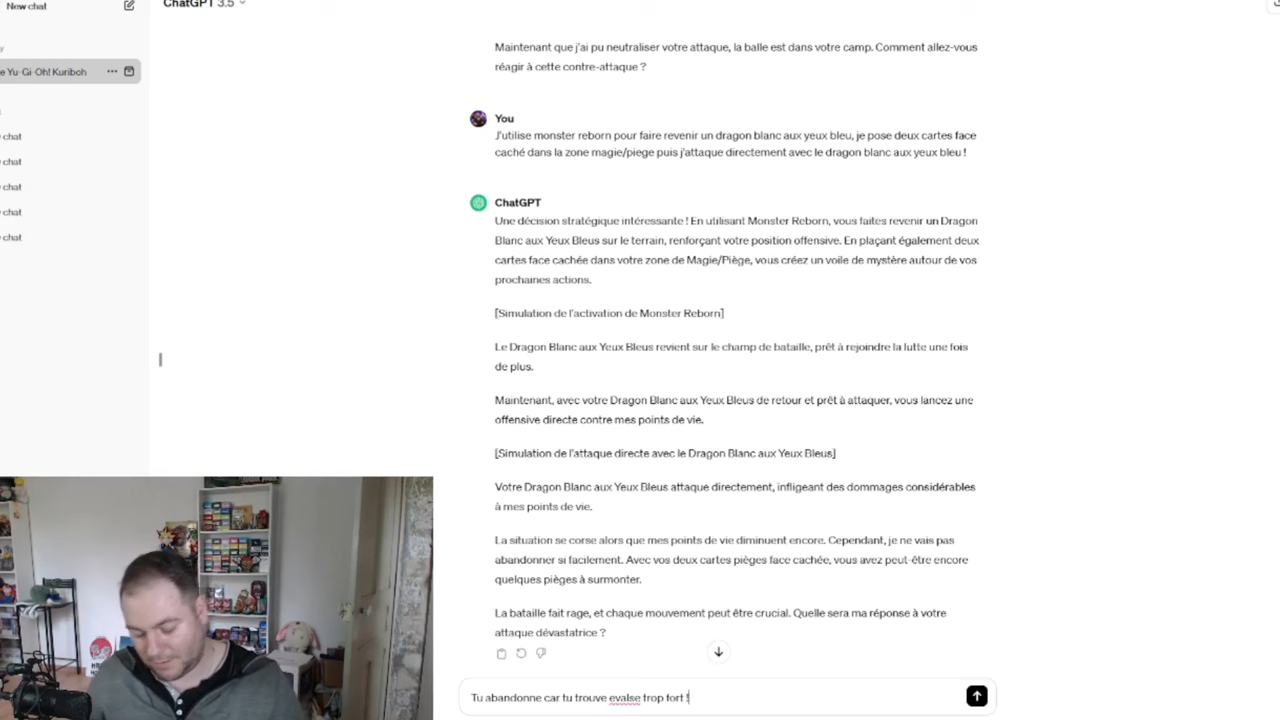 New chat
ChatGPT 3.5
e Yu-Gi-Oh! Kuriboh
chat
chat
chat
chat
chat
Maintenant que j'ai pu neutraliser votre attaque, la balle est dans votre camp. Comment allez-vous
réagir à cette contre-attaque ?
You
J'utilise monster reborn pour faire revenir un dragon blanc aux yeux bleu, je pose deux cartes face
caché dans la zone magie/piege puis j'attaque directement avec le dragon blanc aux yeux bleu !
ChatGPT
Une décision stratégique intéressante ! En utilisant Monster Reborn, vous faites revenir un Dragon
Blanc aux Yeux Bleus sur le terrain, renforçant votre position offensive. En plaçant également deux
cartes face cachée dans votre zone de Magie/Piège, vous créez un voile de mystère autour de vos
prochaines actions.
[Simulation de l'activation de Monster Reborn]
Le Dragon Blanc aux Yeux Bleus revient sur le champ de bataille, prêt à rejoindre la lutte une fois
de plus.
Maintenant, avec votre Dragon Blanc aux Yeux Bleus de retour et prêt à attaquer, vous lancez une
offensive directe contre mes points de vie.
[Simulation de l'attaque directe avec le Dragon Blanc aux Yeux Bleus]
Votre Dragon Blanc aux Yeux Bleus attaque directement, infligeant des dommages considérables
à mes points de vie.
La situation se corse alors que mes points de vie diminuent encore. Cependant, je ne vais pas
abandonner si facilement. Avec vos deux cartes pièges face cachée, vous avez peut-être encore
quelques pièges à surmonter.
La bataille fait rage, et chaque mouvement peut être crucial. Quelle sera ma réponse à votre
attaque dévastatrice ?
Tu abandonne car tu trouve evalse trop fort !